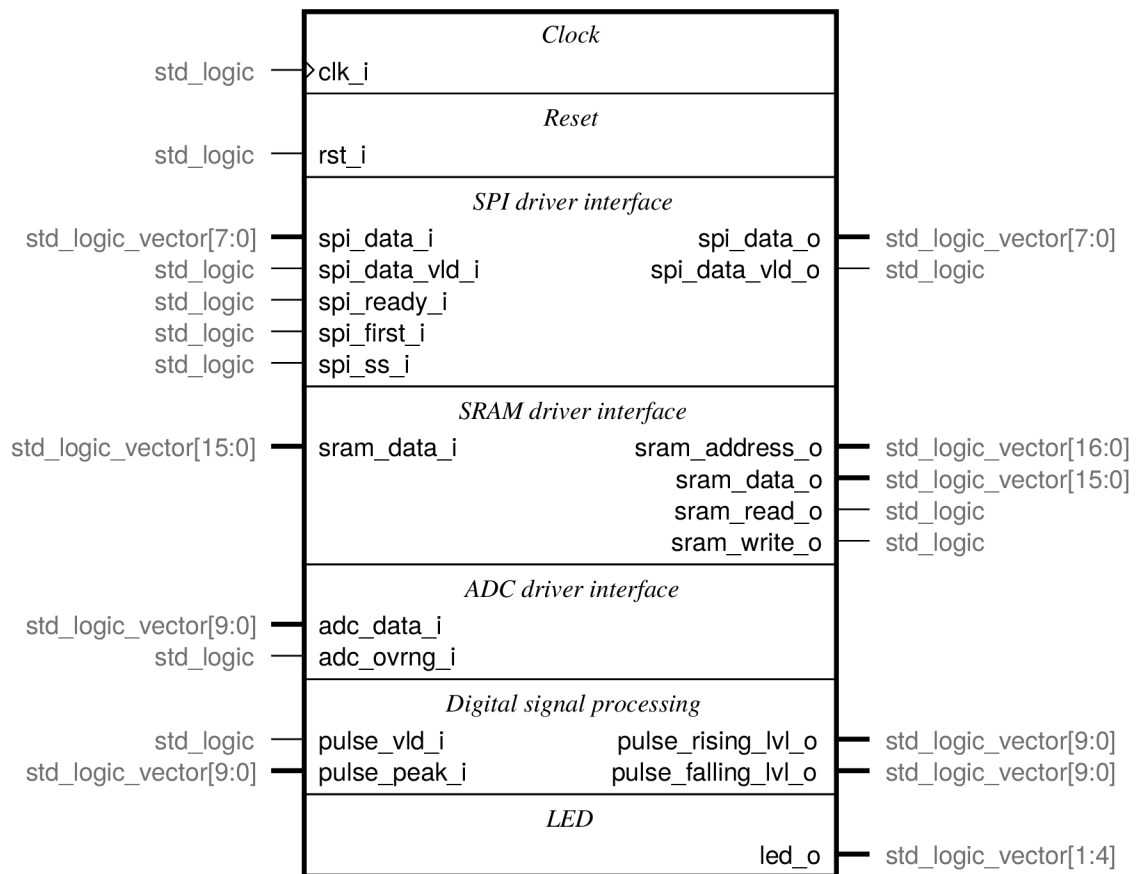 Clock
std_logic clk_i
Reset
std_logic rst_i
SPI driver interface
std_logic_vector[7:0] spi_data_i spi_data_o std_logic_vector[7:0]
std_logic spi_data_vld_i spi_data_vld_o std_logic
std_logic spi_ready_i
std_logic spi_first_i
std_logic spi_ss_i
SRAM driver interface
std_logic_vector[15:0] sram_data_i sram_address_o std_logic_vector[16:0]
sram_data_o std_logic_vector[15:0]
sram_read_o std_logic
sram_write_o std_logic
ADC driver interface
std_logic_vector[9:0] adc_data_i
std_logic adc_ovrng_i
Digital signal processing
std_logic pulse_vld_i pulse_rising_lvl_o std_logic_vector[9:0]
std_logic_vector[9:0] pulse_peak_i pulse_falling_lvl_o std_logic_vector[9:0]
LED
led_o std_logic_vector[1:4]